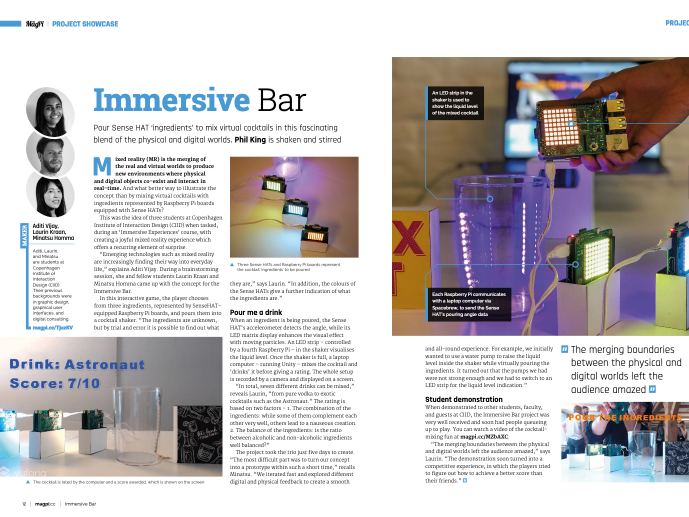 MagPi | PROJECT SHOWCASE
PROJEC
Immersive Bar
Pour Sense HAT 'ingredients' to mix virtual cocktails in this fascinating
blend of the physical and digital worlds. Phil King is shaken and stirred
MAKER
Aditi Vijay,
Laurin Kraan,
Minatsu Homma
Aditi, Laurin,
and Minatsu
are students at
Copenhagen
Institute of
Interaction
Design (CIID).
Their previous
backgrounds were
in graphic design,
graphical user
interfaces, and
digital consulting.
Mixed reality (MR) is the merging of
the real and virtual worlds to produce
new environments where physical
and digital objects co-exist and interact in
real-time. And what better way to illustrate the
concept than by mixing virtual cocktails with
ingredients represented by Raspberry Pi boards
equipped with Sense HATs?
This was the idea of three students at Copenhagen
Institute of Interaction Design (CIID) when tasked,
during an 'Immersive Experiences' course, with
creating a joyful mixed reality experience which
offers a recurring element of surprise.
"Emerging technologies such as mixed reality
are increasingly finding their way into everyday
life," explains Aditi Vijay. During a brainstorming
session, she and fellow students Laurin Kraan and
Minatsu Homma came up with the concept for the
Immersive Bar.
In this interactive game, the player chooses
from three ingredients, represented by SenseHAT-
equipped Raspberry Pi boards, and pours them into
a cocktail shaker. "The ingredients are unknown,
but by trial and error it is possible to find out what
Three Sense HATs and Raspberry Pi boards represent
the cocktail 'ingredients' to be poured
they are," says Laurin. "In addition, the colours of
the Sense HATs give a further indication of what
the ingredients are."
Pour me a drink
When an ingredient is being poured, the Sense
HAT's accelerometer detects the angle, while its
LED matrix display enhances the visual effect
with moving particles. An LED strip – controlled
by a fourth Raspberry Pi – in the shaker visualises
the liquid level. Once the shaker is full, a laptop
computer – running Unity – mixes the cocktail and
'drinks' it before giving a rating. The whole setup
is recorded by a camera and displayed on a screen.
"In total, seven different drinks can be mixed,"
reveals Laurin, "from pure vodka to exotic
cocktails such as the Astronaut." The rating is
based on two factors – 1. The combination of the
ingredients: while some of them complement each
other very well, others lead to a nauseous creation.
2. The balance of the ingredients: is the ratio
between alcoholic and non-alcoholic ingredients
well balanced?"
The project took the trio just five days to create.
"The most difficult part was to turn our concept
into a prototype within such a short time," recalls
Minatsu. "We iterated fast and explored different
digital and physical feedback to create a smooth
Drink: Astronaut
Score: 7/10
The cocktail is rated by the computer and a score awarded, which is shown on the screen
An LED strip in the
shaker is used to
show the liquid level
of the mixed cocktail
Each Raspberry Pi communicates
with a laptop computer via
Spacebrew, to send the Sense
HAT's pouring angle data
and all-round experience. For example, we initially
wanted to use a water pump to raise the liquid
level inside the shaker while virtually pouring the
ingredients. It turned out that the pumps we had
were not strong enough and we had to switch to an
LED strip for the liquid level indication."
Student demonstration
When demonstrated to other students, faculty,
and guests at CIID, the Immersive Bar project was
very well received and soon had people queueing
up to play. You can watch a video of the cocktail-
mixing fun at magpi.cc/MZbAXC.
"The merging boundaries between the physical
and digital worlds left the audience amazed," says
Laurin. "The demonstration soon turned into a
competitive experience, in which the players tried
to figure out how to achieve a better score than
their friends."
The merging boundaries
between the physical and
digital worlds left the
audience amazed
POUR THE INGREDIENTS
12 | magpi.cc | Immersive Bar